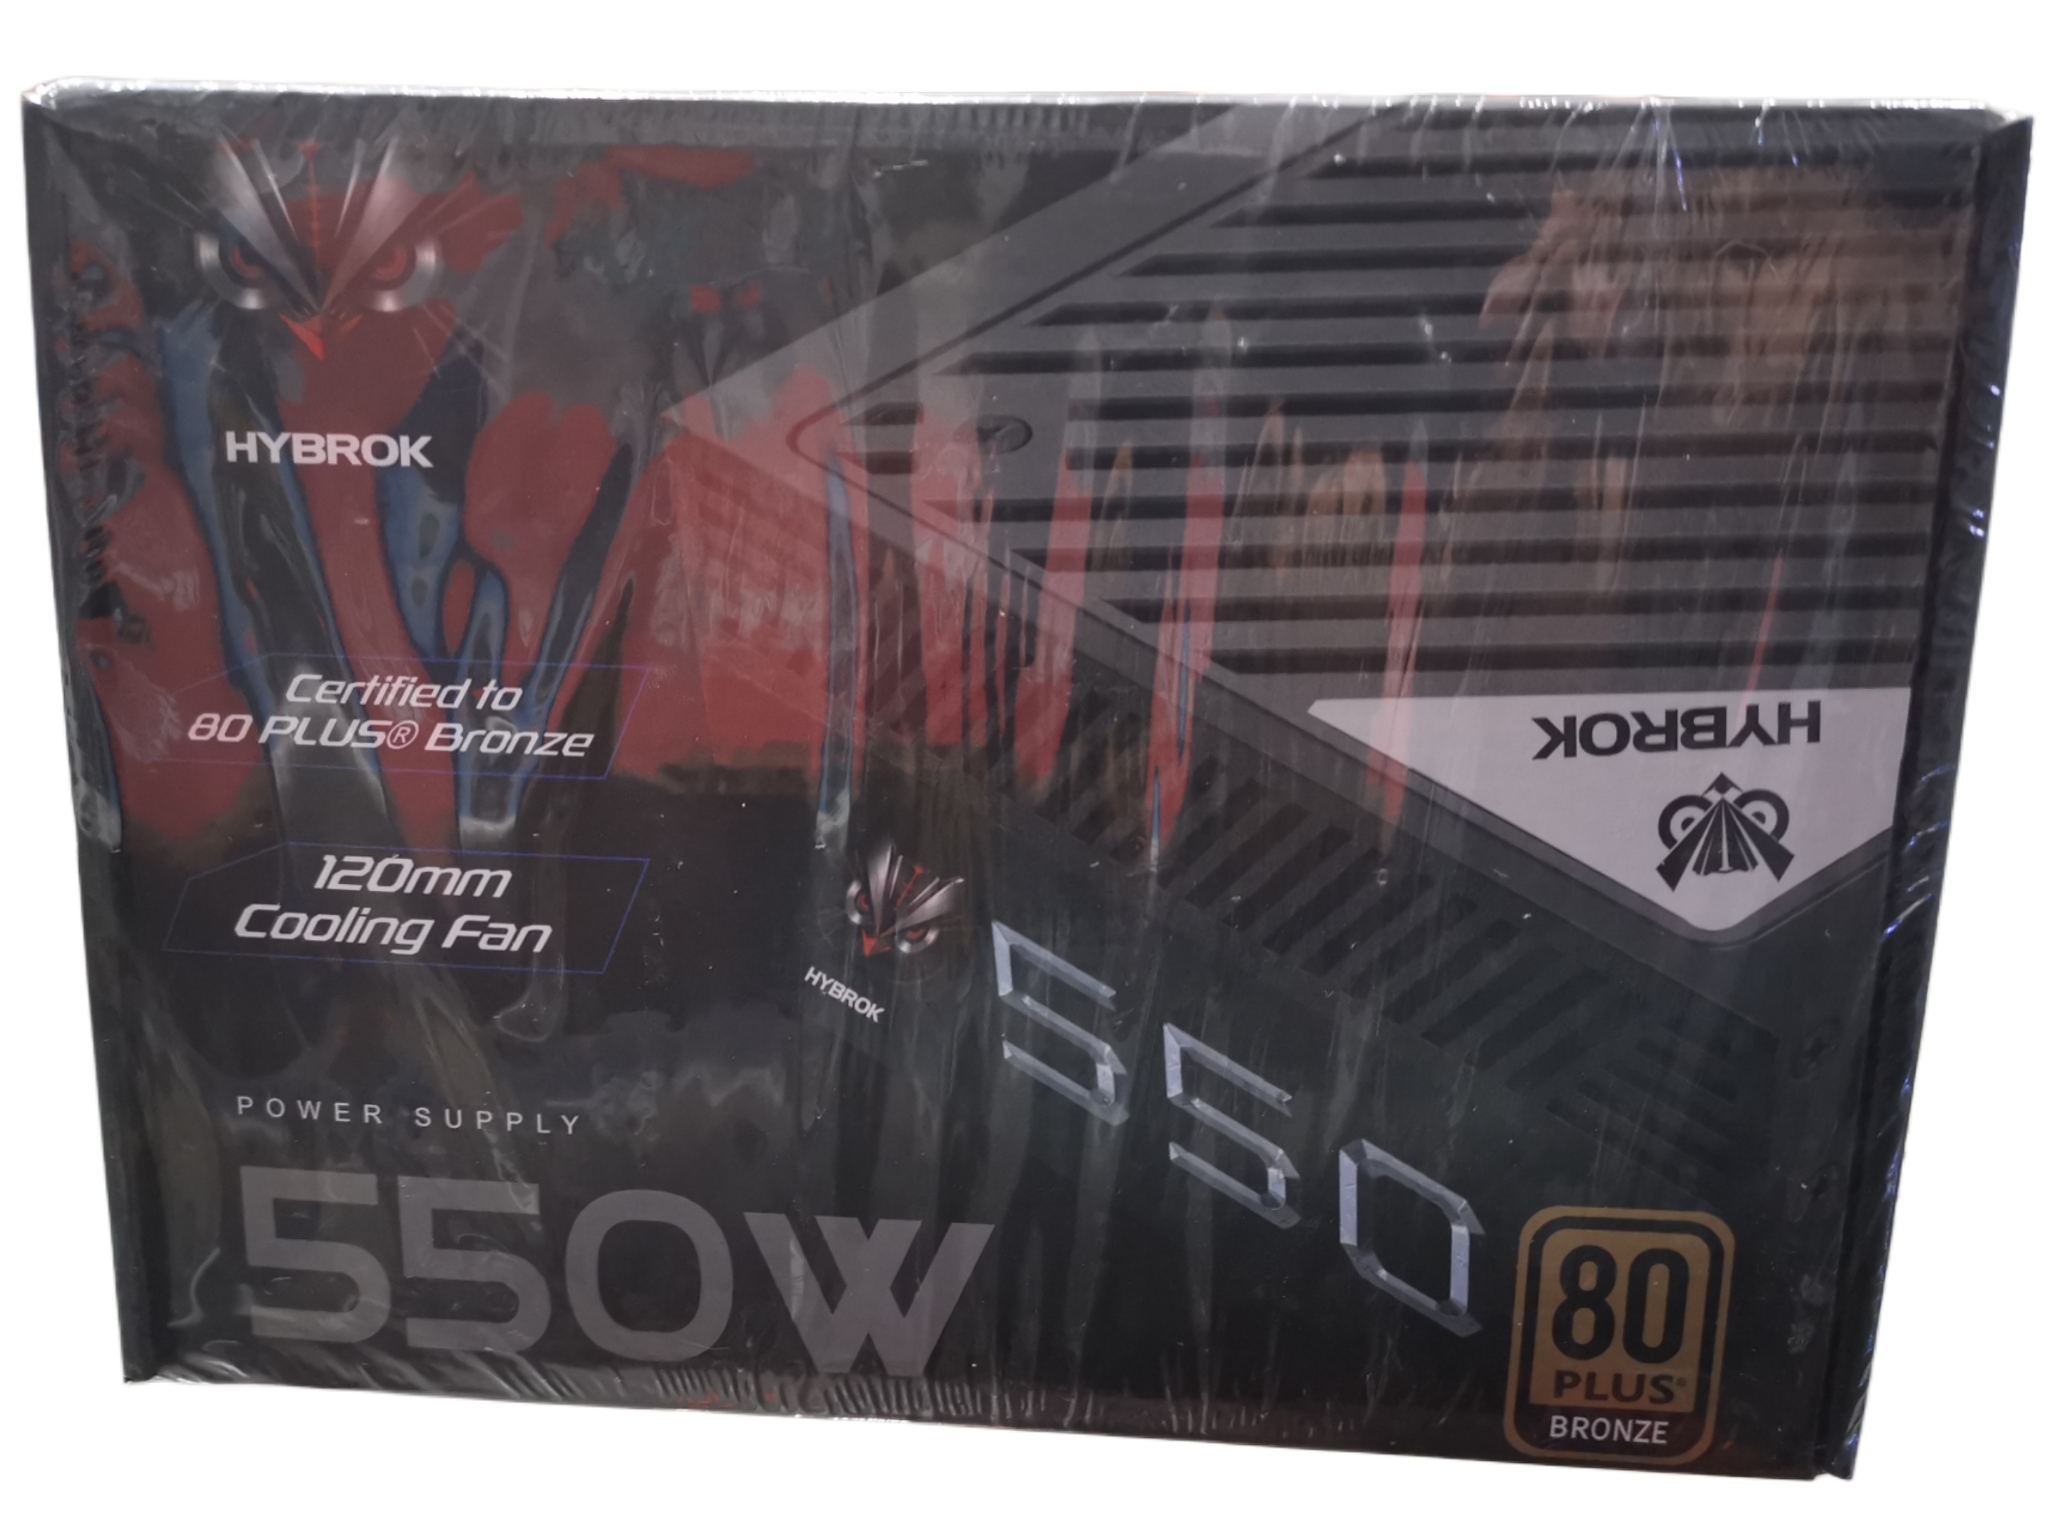 HYBROK
Certified to
80 PLUS® Bronze
120mm
Cooling Fan
POWER SUPPLY
550W
HYBROK
550
HYBROK
80
PLUS®
BRONZE